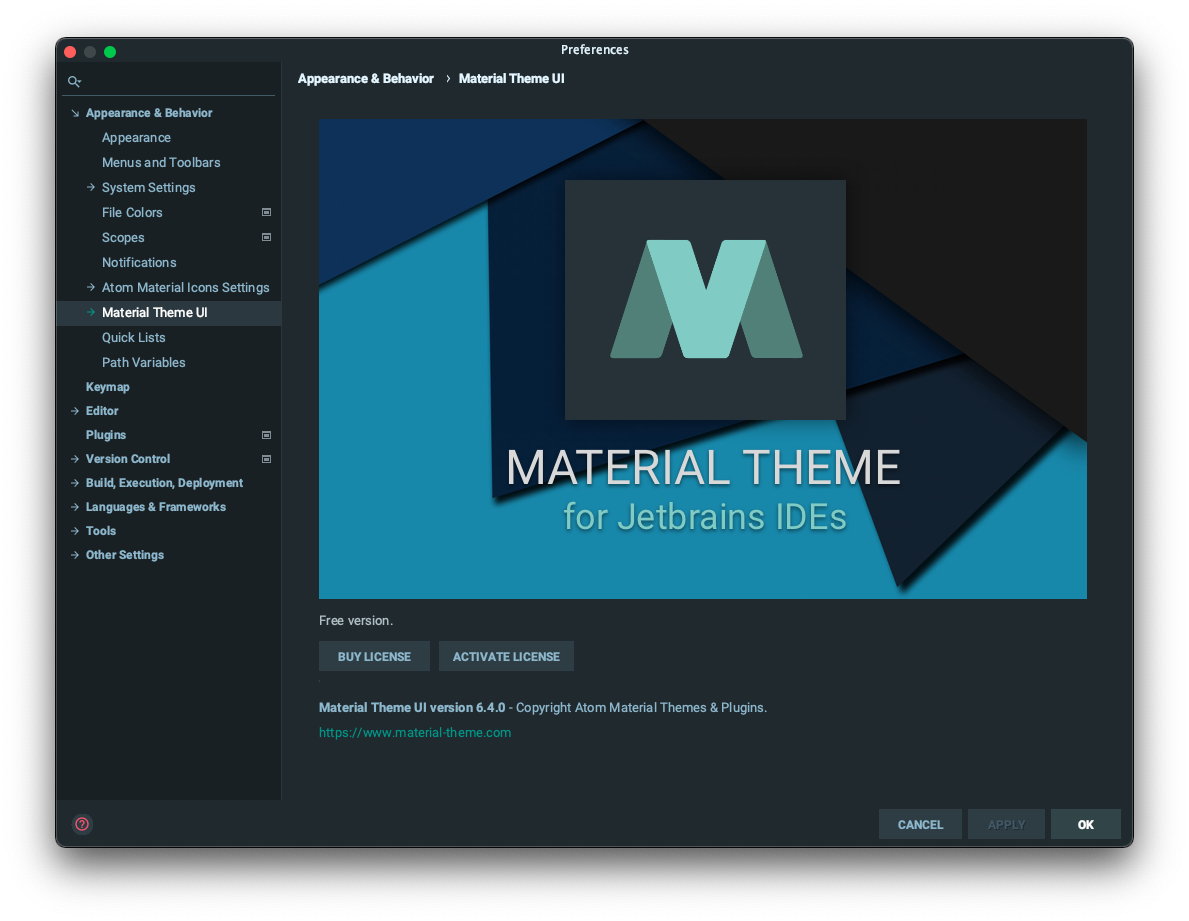 Preferences
Appearance & Behavior › Material Theme UI
Appearance & Behavior
Appearance
Menus and Toolbars
System Settings
File Colors
Scopes
Notifications
Atom Material Icons Settings
Material Theme UI
Quick Lists
Path Variables
Keymap
Editor
Plugins
Version Control
Build, Execution, Deployment
Languages & Frameworks
Tools
Other Settings
MATERIAL THEME
for Jetbrains IDEs
Free version.
BUY LICENSE ACTIVATE LICENSE
Material Theme UI version 6.4.0 - Copyright Atom Material Themes & Plugins.
https://www.material-theme.com
? CANCEL APPLY OK